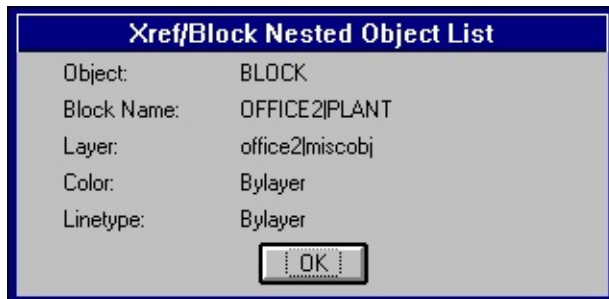 Xref/Block Nested Object List
Object: BLOCK
Block Name: OFFICE2|PLANT
Layer: office2|miscobj
Color: Bylayer
Linetype: Bylayer
OK